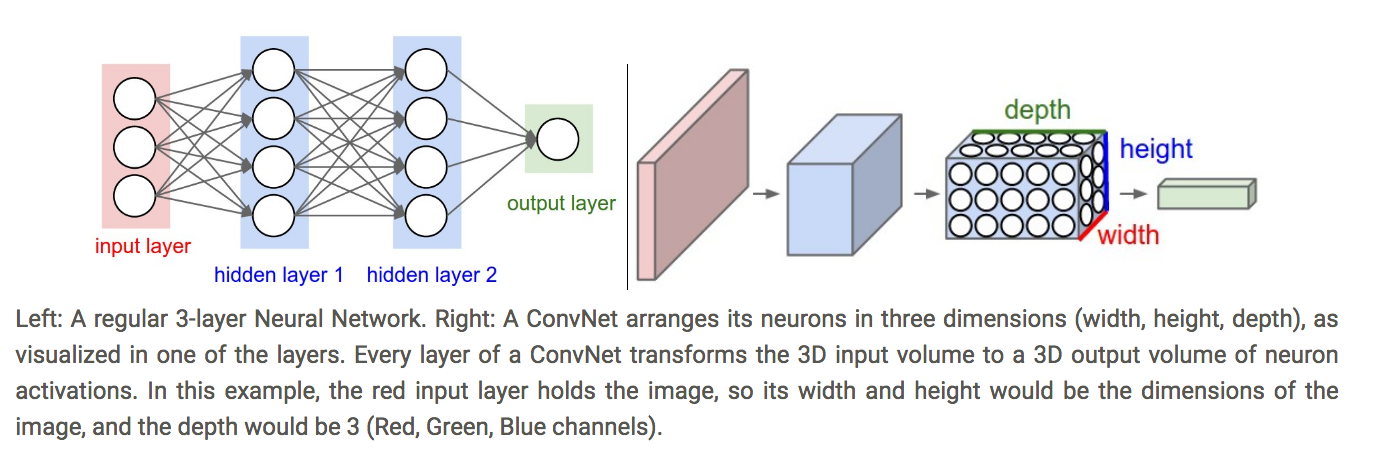 input layer
hidden layer 1
hidden layer 2
output layer
depth
height
width
Left: A regular 3-layer Neural Network. Right: A ConvNet arranges its neurons in three dimensions (width, height, depth), as
visualized in one of the layers. Every layer of a ConvNet transforms the 3D input volume to a 3D output volume of neuron
activations. In this example, the red input layer holds the image, so its width and height would be the dimensions of the
image, and the depth would be 3 (Red, Green, Blue channels).